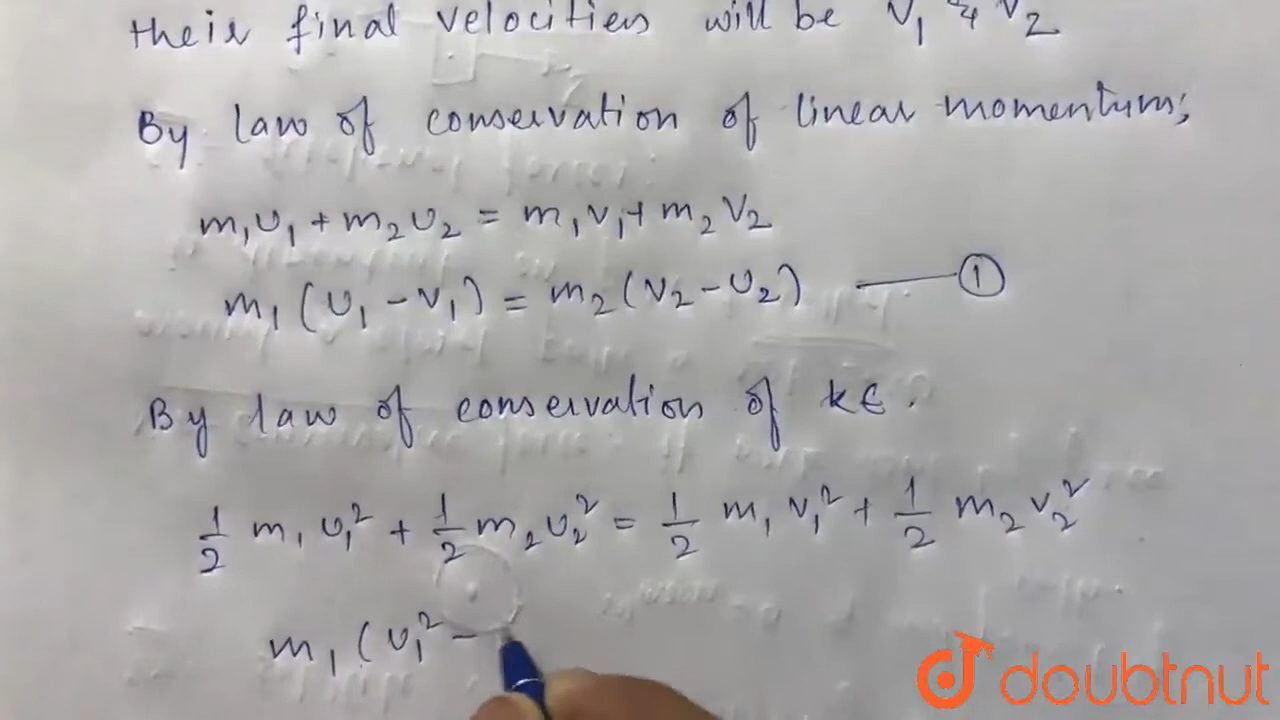 their final velocities will be v₁ & v₂
By law of conservation of linear momentum;
m₁u₁ + m₂u₂ = m₁v₁ + m₂v₂
m₁(u₁ - v₁) = m₂(v₂ - u₂) —— ①
By law of conservation of KE.
1/2 m₁u₁² + 1/2 m₂u₂² = 1/2 m₁v₁² + 1/2 m₂v₂²
m₁(u₁² -
doubtnut